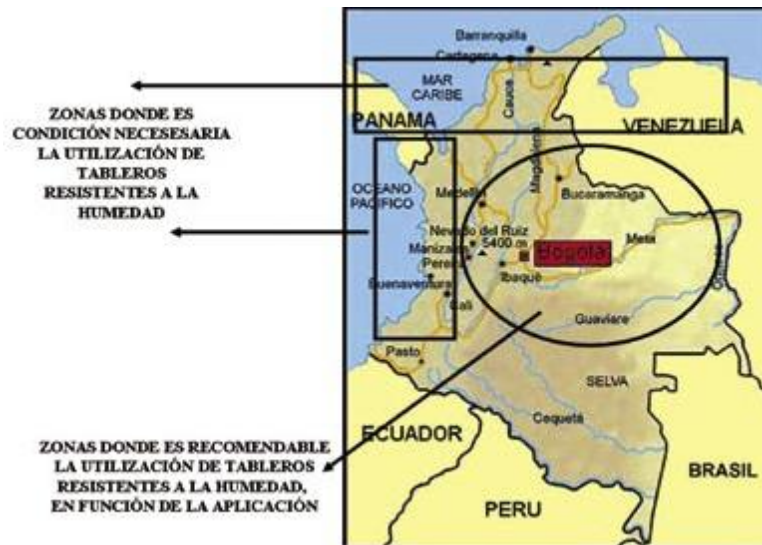 ZONAS DONDE ES
CONDICIÓN NECESESARIA
LA UTILIZACIÓN DE
TABLEROS
RESISTENTES A LA
HUMEDAD
ZONAS DONDE ES RECOMENDABLE
LA UTILIZACIÓN DE TABLEROS
RESISTENTES A LA HUMEDAD,
EN FUNCIÓN DE LA APLICACIÓN
Barranquilla
Cartagena
MAR
CARIBE
Cauca
PANAMA
VENEZUELA
Magdalena
OCEANO
PACIFICO
Medellin
Bucaramanga
Nevado del Ruiz
5400 m
Manizales
Pereira
Bogotá
Meta
Ibaqué
Buenaventura
Cali
Guaviare
Pasto
SELVA
Caquetá
ECUADOR
PERU
BRASIL